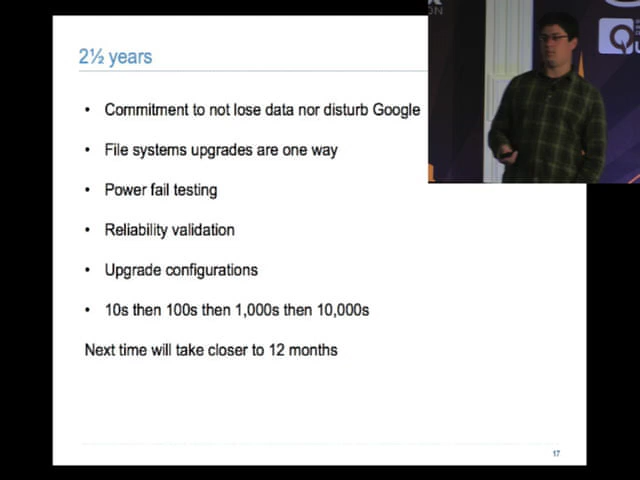 2½ years
• Commitment to not lose data nor disturb Google
• File systems upgrades are one way
• Power fail testing
• Reliability validation
• Upgrade configurations
• 10s then 100s then 1,000s then 10,000s
Next time will take closer to 12 months
17